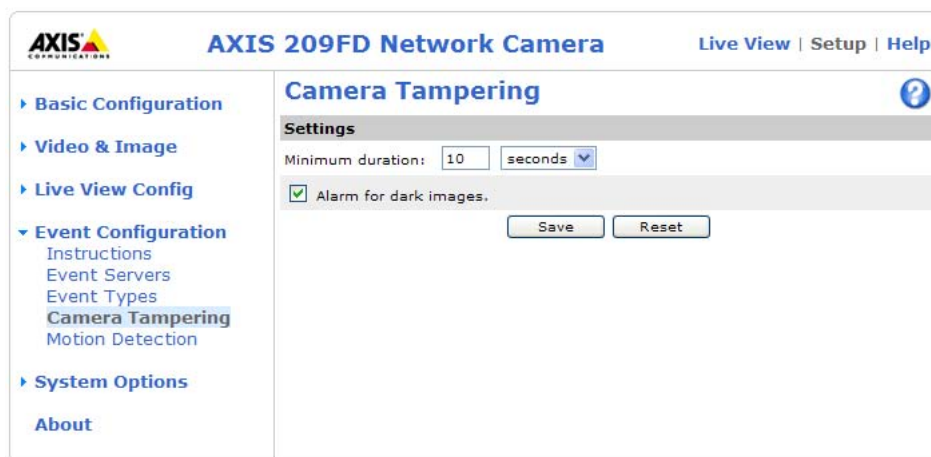 AXIS
COMMUNICATIONS
AXIS 209FD Network Camera
Live View | Setup | Help
Basic Configuration
Video & Image
Live View Config
Event Configuration
Instructions
Event Servers
Event Types
Camera Tampering
Motion Detection
System Options
About
Camera Tampering
?
Settings
Minimum duration: 10 seconds
Alarm for dark images.
Save Reset